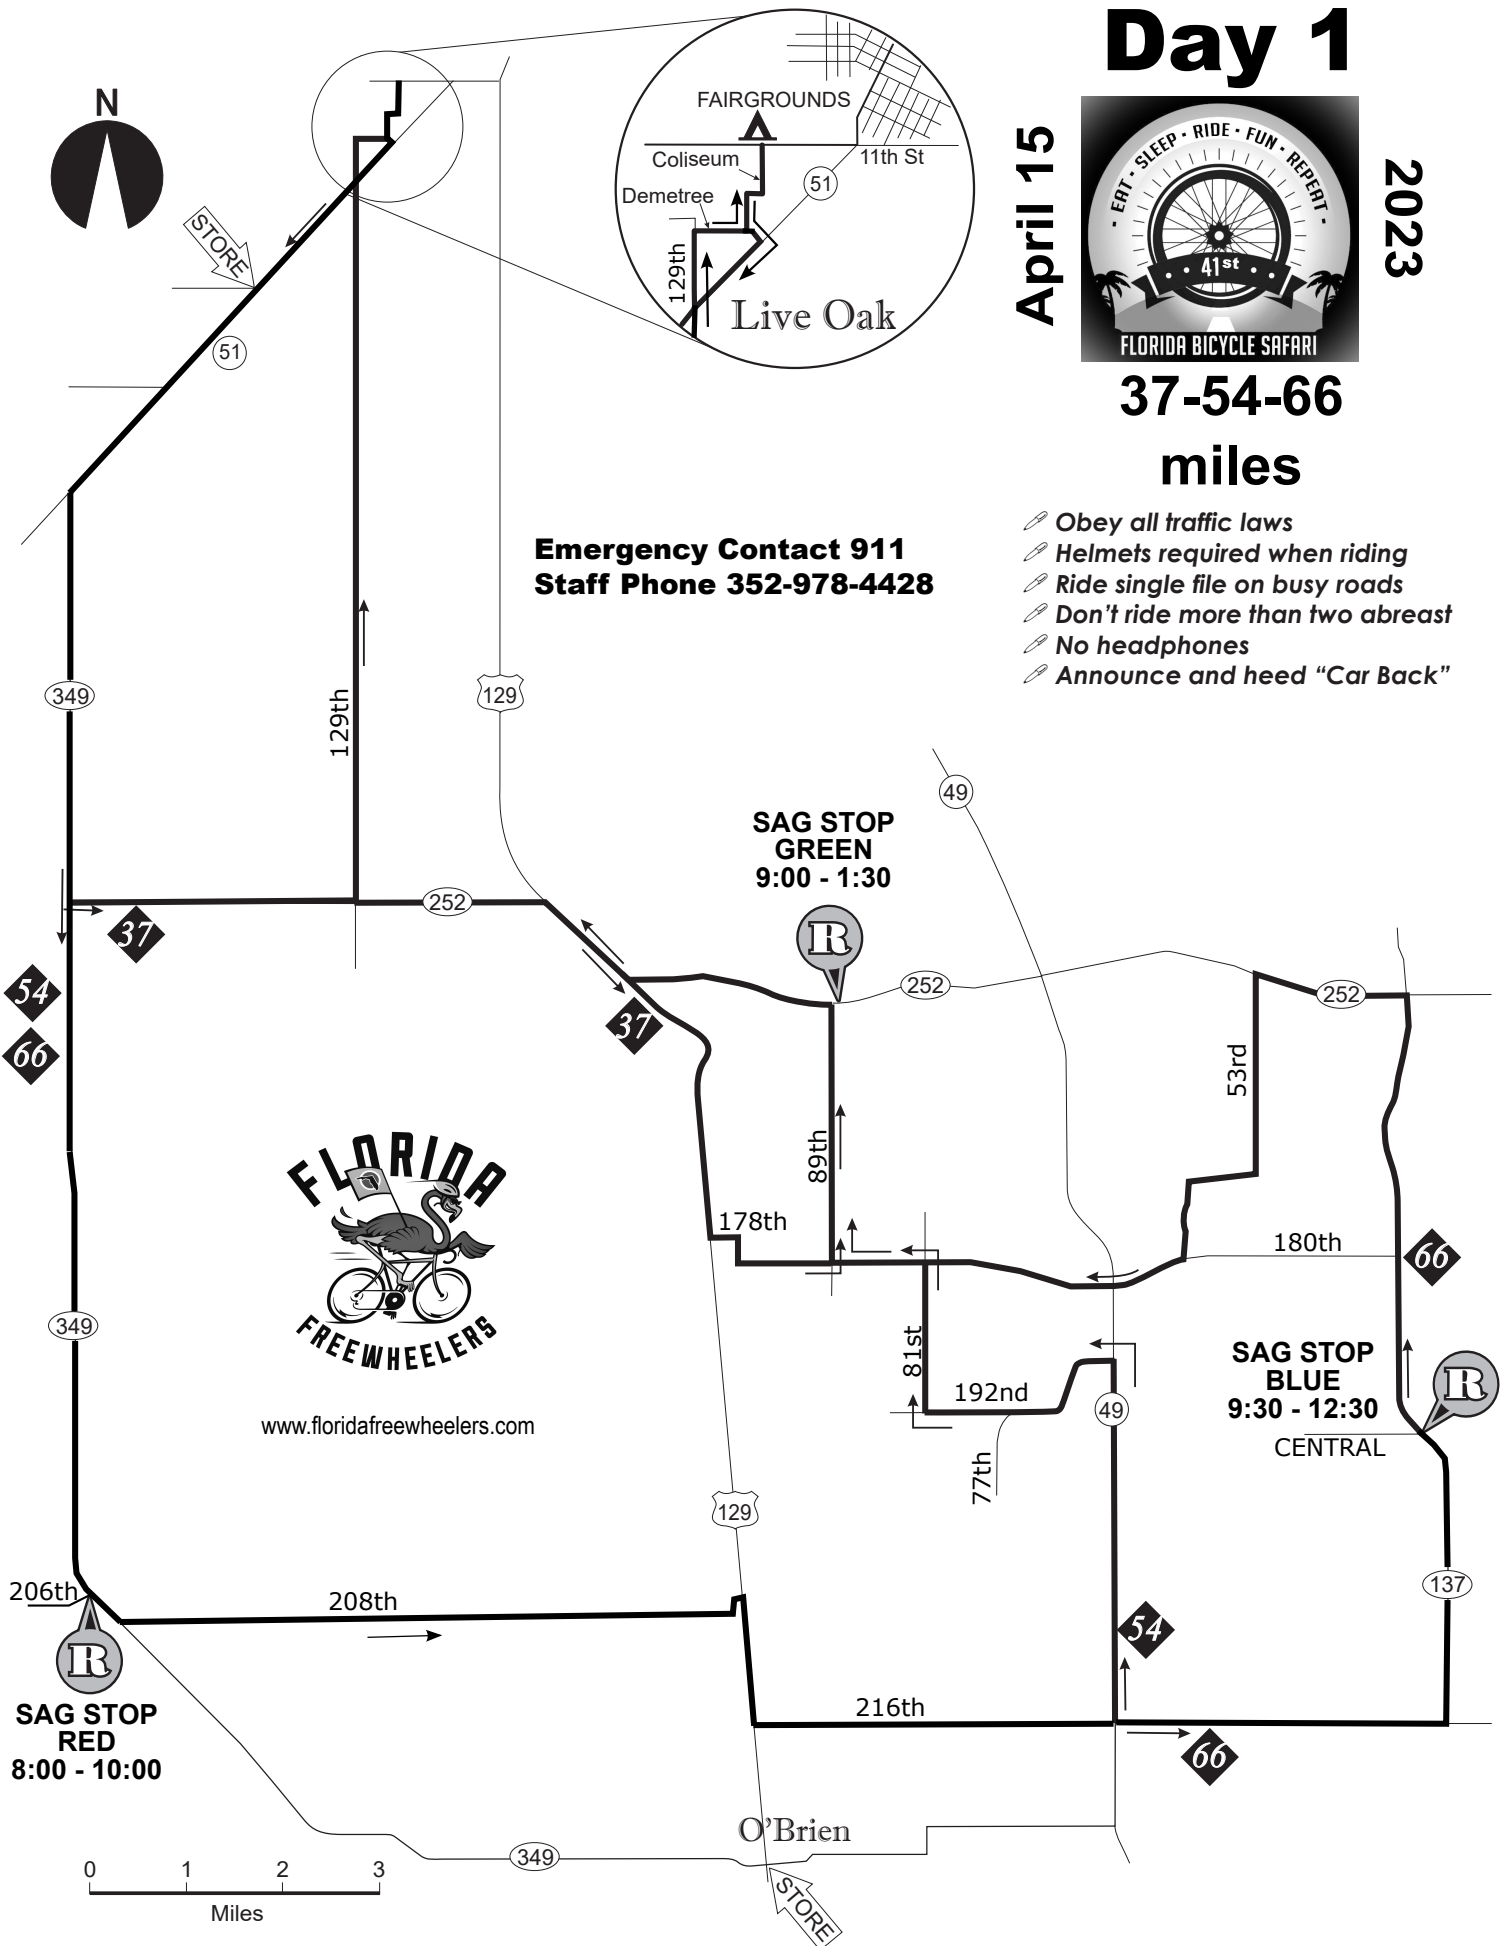 Day 1
April 15
2023
• EAT • SLEEP • RIDE • FUN • REPEAT •
• • 41st • •
FLORIDA BICYCLE SAFARI
37-54-66
miles
Obey all traffic laws
Helmets required when riding
Ride single file on busy roads
Don't ride more than two abreast
No headphones
Announce and heed “Car Back”
N
FAIRGROUNDS
Coliseum
11th St
51
Demetree
129th
Live Oak
STORE
51
Emergency Contact 911
Staff Phone 352-978-4428
349
129th
129
49
SAG STOP
GREEN
9:00 - 1:30
R
252
37
252
252
54
37
66
53rd
89th
FLORIDA
FREEWHEELERS
www.floridafreewheelers.com
178th
180th
66
349
81st
192nd
49
77th
SAG STOP
BLUE
9:30 - 12:30
R
CENTRAL
129
137
206th
208th
R
SAG STOP
RED
8:00 - 10:00
54
216th
66
O’Brien
349
STORE
0 1 2 3
Miles